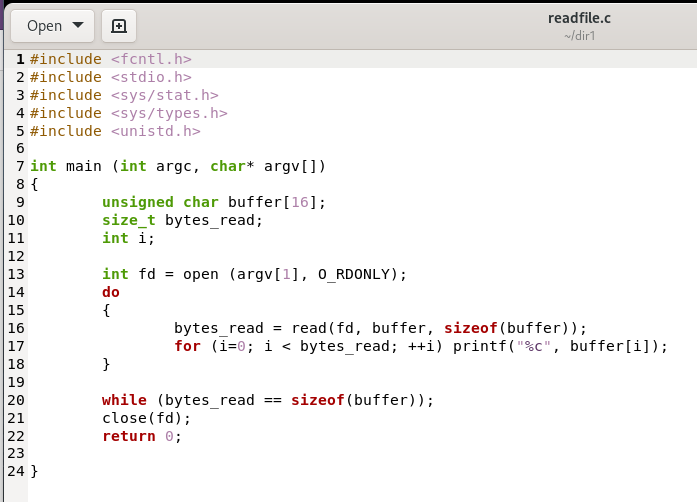 Open
readfile.c
~/dir1
1 #include <fcntl.h>
2 #include <stdio.h>
3 #include <sys/stat.h>
4 #include <sys/types.h>
5 #include <unistd.h>
6
7 int main (int argc, char* argv[])
8 {
9         unsigned char buffer[16];
10         size_t bytes_read;
11         int i;
12
13         int fd = open (argv[1], O_RDONLY);
14         do
15         {
16                 bytes_read = read(fd, buffer, sizeof(buffer));
17                 for (i=0; i < bytes_read; ++i) printf("%c", buffer[i]);
18         }
19
20         while (bytes_read == sizeof(buffer));
21         close(fd);
22         return 0;
23
24 }